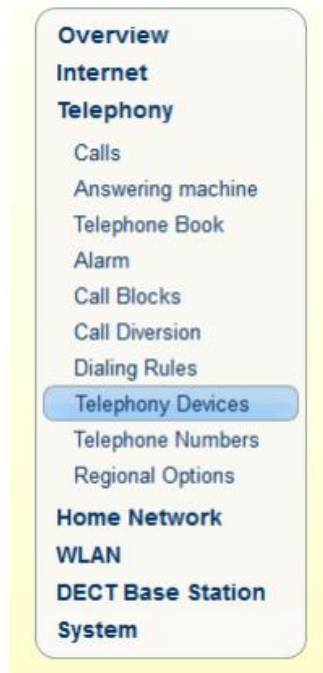 Overview
Internet
Telephony
Calls
Answering machine
Telephone Book
Alarm
Call Blocks
Call Diversion
Dialing Rules
Telephony Devices
Telephone Numbers
Regional Options
Home Network
WLAN
DECT Base Station
System